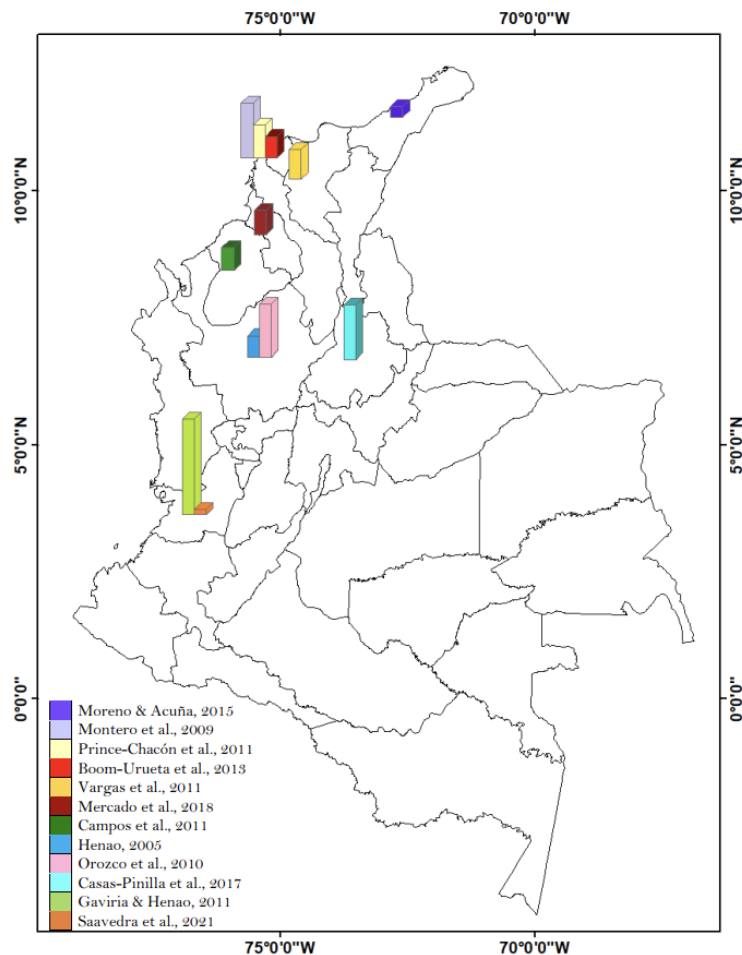 75°0'0"W 70°0'0"W
10°0'0"N 10°0'0"N
5°0'0"N 5°0'0"N
0°0'0" 0°0'0"
Moreno & Acuña, 2015
Montero et al., 2009
Prince-Chacón et al., 2011
Boom-Urueta et al., 2013
Vargas et al., 2011
Mercado et al., 2018
Campos et al., 2011
Henao, 2005
Orozco et al., 2010
Casas-Pinilla et al., 2017
Gaviria & Henao, 2011
Saavedra et al., 2021
75°0'0"W 70°0'0"W